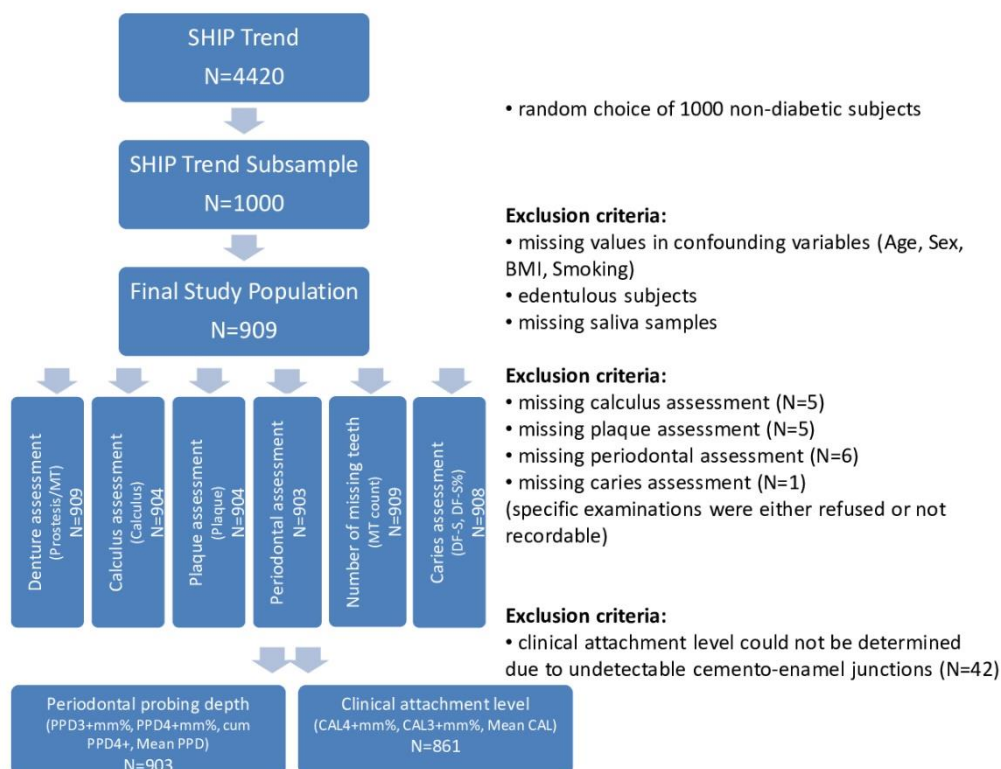 SHIP Trend
N=4420
• random choice of 1000 non-diabetic subjects
SHIP Trend Subsample
N=1000
Exclusion criteria:
• missing values in confounding variables (Age, Sex,
BMI, Smoking)
• edentulous subjects
• missing saliva samples
Final Study Population
N=909
Exclusion criteria:
• missing calculus assessment (N=5)
• missing plaque assessment (N=5)
• missing periodontal assessment (N=6)
• missing caries assessment (N=1)
(specific examinations were either refused or not
recordable)
Denture assessment
(Prostesis/MT)
N=909
Calculus assessment
(Calculus)
N=904
Plaque assessment
(Plaque)
N=904
Periodontal assessment
N=903
Number of missing teeth
(MT count)
N=909
Caries assessment
(DF-S, DF-S%)
N=908
Exclusion criteria:
• clinical attachment level could not be determined
due to undetectable cemento-enamel junctions (N=42)
Periodontal probing depth
(PPD3+mm%, PPD4+mm%, cum
PPD4+, Mean PPD)
N=903
Clinical attachment level
(CAL4+mm%, CAL3+mm%, Mean CAL)
N=861